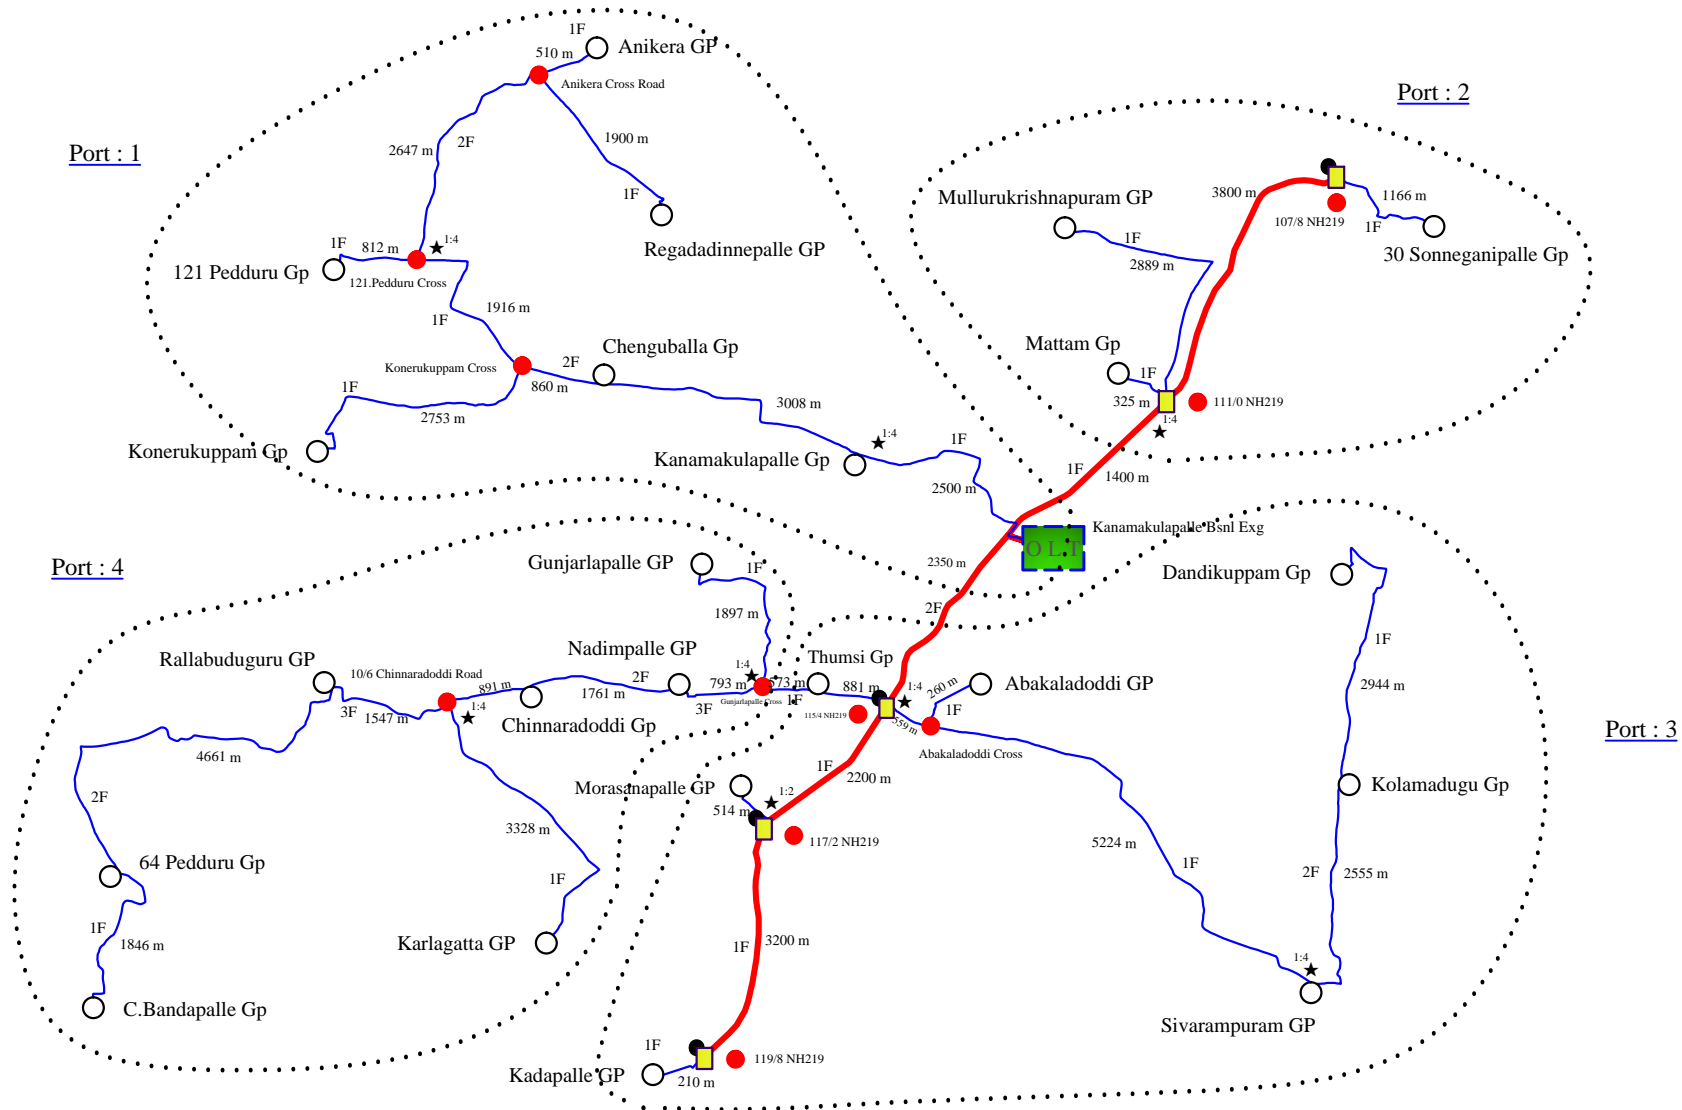 1F
510 m
Anikera GP
Anikera Cross Road
Port : 2
Port : 1
2647 m
2F
1900 m
1F
Regadadinnepalle GP
1F
812 m
1:4
121 Pedduru Gp
121.Pedduru Cross
1916 m
1F
Mullurukrishnapuram GP
1F
2889 m
3800 m
107/8 NH219
1166 m
1F
30 Sonneganipalle Gp
Mattam Gp
1F
325 m
111/0 NH219
1:4
Chenguballa Gp
Konerukuppam Cross
2F
860 m
1F
2753 m
Konerukuppam Gp
3008 m
1:4
1F
Kanamakulapalle Gp
2500 m
1F
1400 m
Kanamakulapalle Bsnl Exg
O L T
2350 m
2F
Port : 4
Gunjarlapalle GP
1F
1897 m
Dandikuppam Gp
1F
2944 m
Rallabuduguru GP
10/6 Chinnaradoddi Road
891 m
Nadimpalle GP
2F
1761 m
793 m
1:4
573 m
Thumsi Gp
881 m
1:4
260 m
Abakaladoddi GP
1F
3F
1547 m
1:4
Chinnaradoddi Gp
3F
Gunjarlapalle Cross
1F
115/4 NH219
559 m
Abakaladoddi Cross
Port : 3
4661 m
2F
1F
2200 m
Morasanapalle GP
1:2
514 m
117/2 NH219
Kolamadugu Gp
3328 m
1F
64 Pedduru Gp
5224 m
1F
2F
2555 m
1F
1846 m
Karlagatta GP
1F
3200 m
1:4
C.Bandapalle Gp
Sivarampuram GP
1F
Kadapalle GP
210 m
119/8 NH219